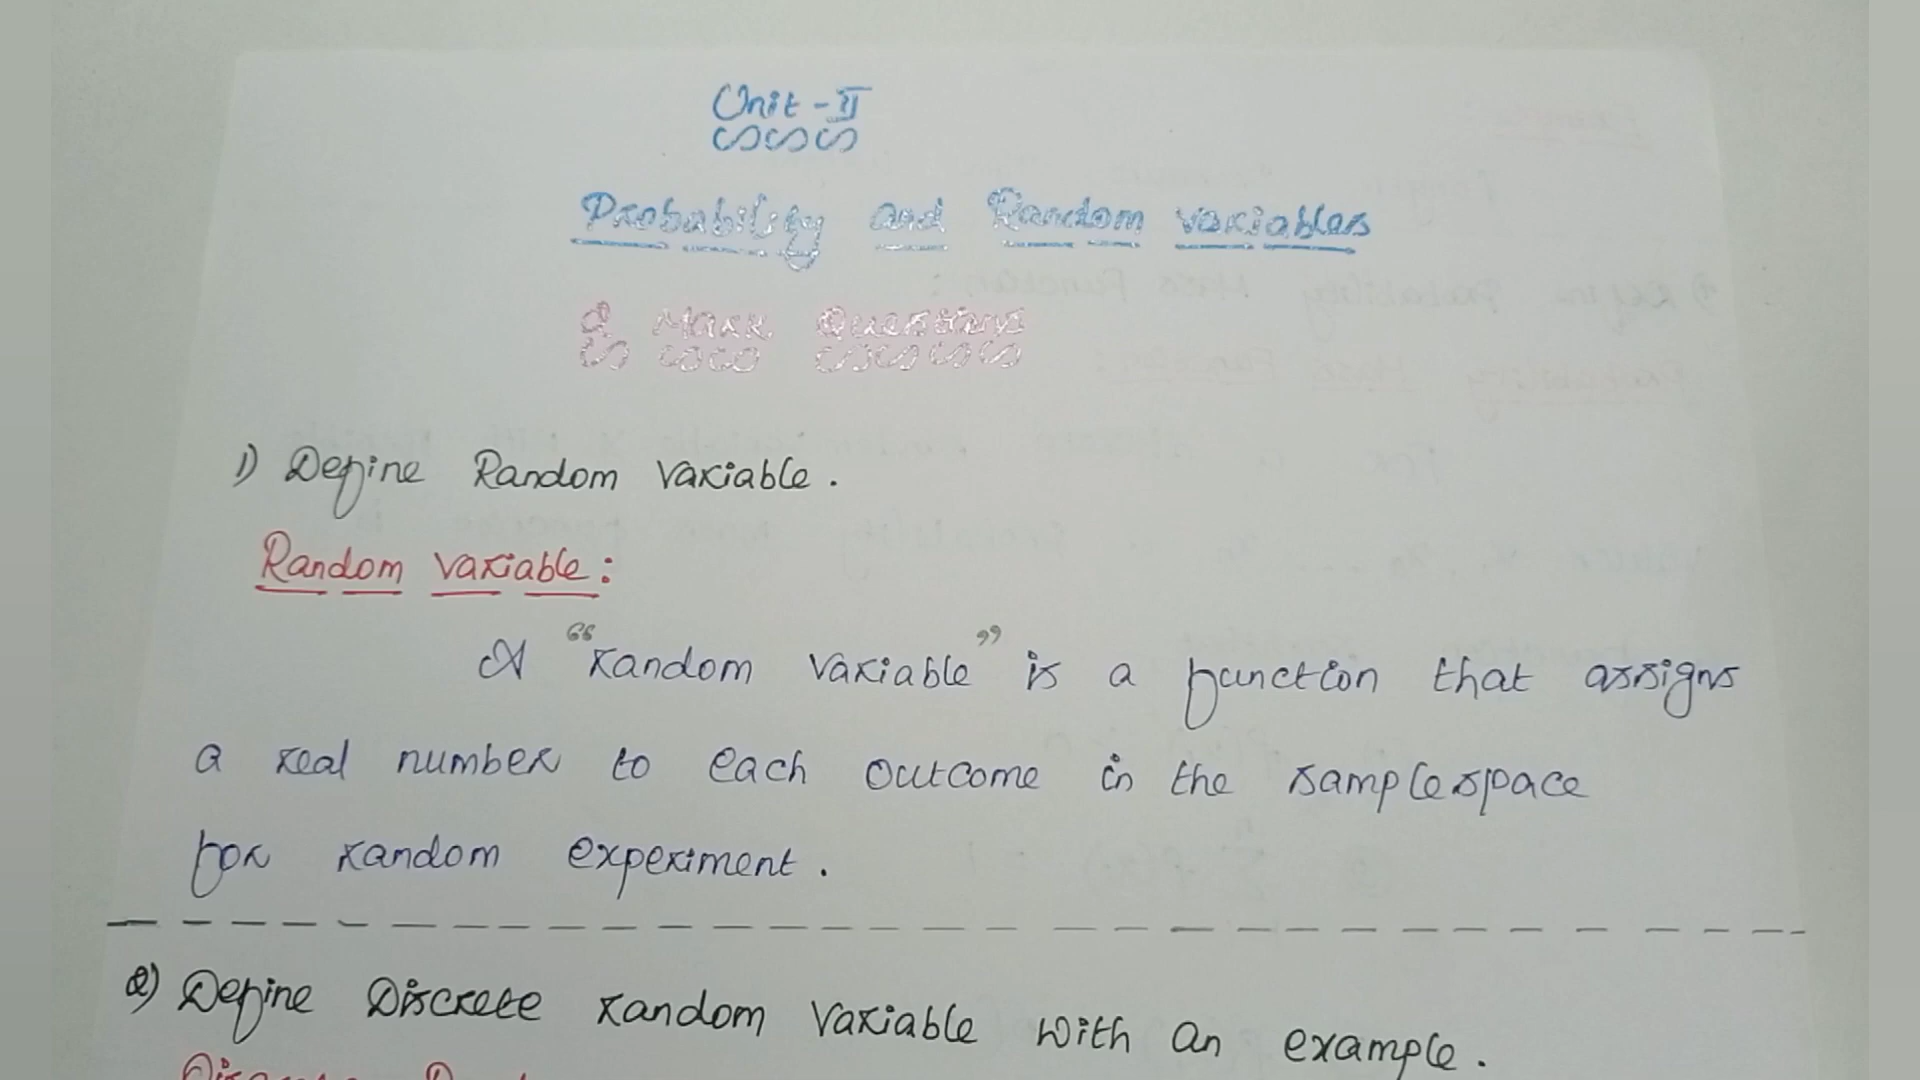 Unit - II
Probability and Random variables
2 Mark Questions
1) Define Random Variable.
Random Variable:
A “random variable” is a function that assigns
a real number to each outcome in the sample space
for random experiment.
2) Define Discrete random variable with an example.